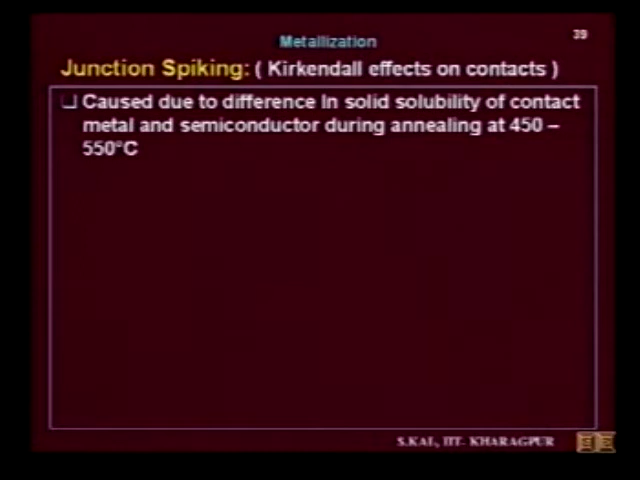 39
Metallization
Junction Spiking: ( Kirkendall effects on contacts )
❑ Caused due to difference In solid solubility of contact
metal and semiconductor during annealing at 450 –
550°C
S.KAL, IIT- KHARAGPUR